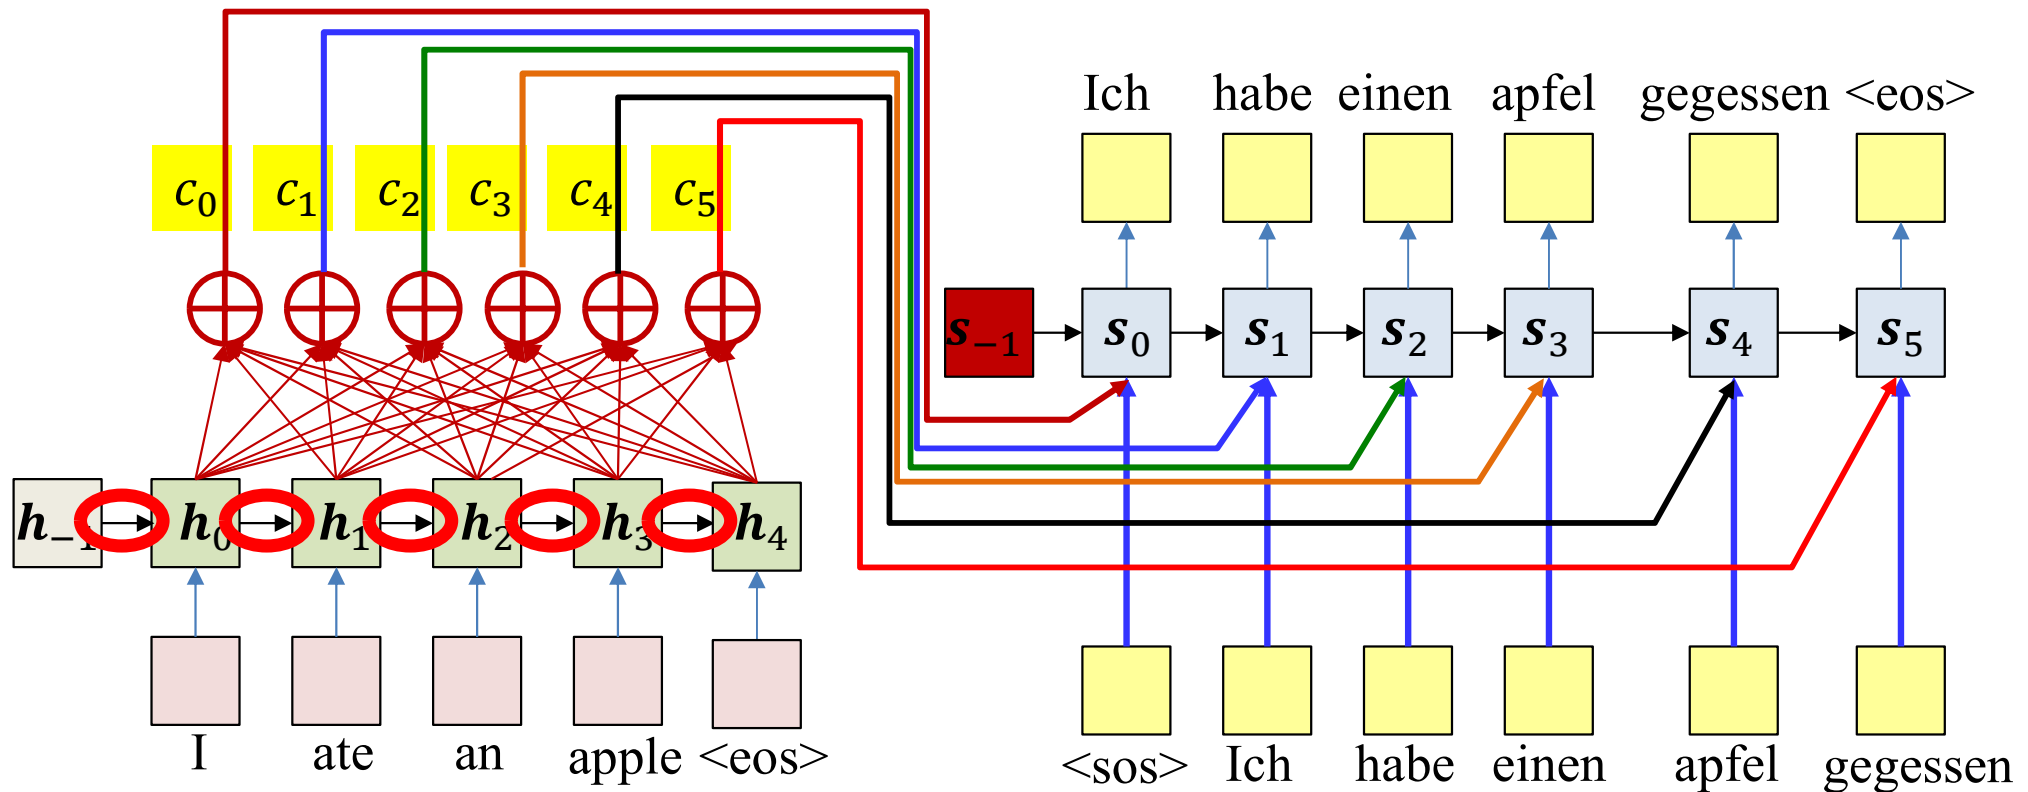 Ich habe einen apfel gegessen <eos>
c₀ c₁ c₂ c₃ c₄ c₅
s₋₁ s₀ s₁ s₂ s₃ s₄ s₅
h₋₁ h₀ h₁ h₂ h₃ h₄
I ate an apple <eos>
<sos> Ich habe einen apfel gegessen